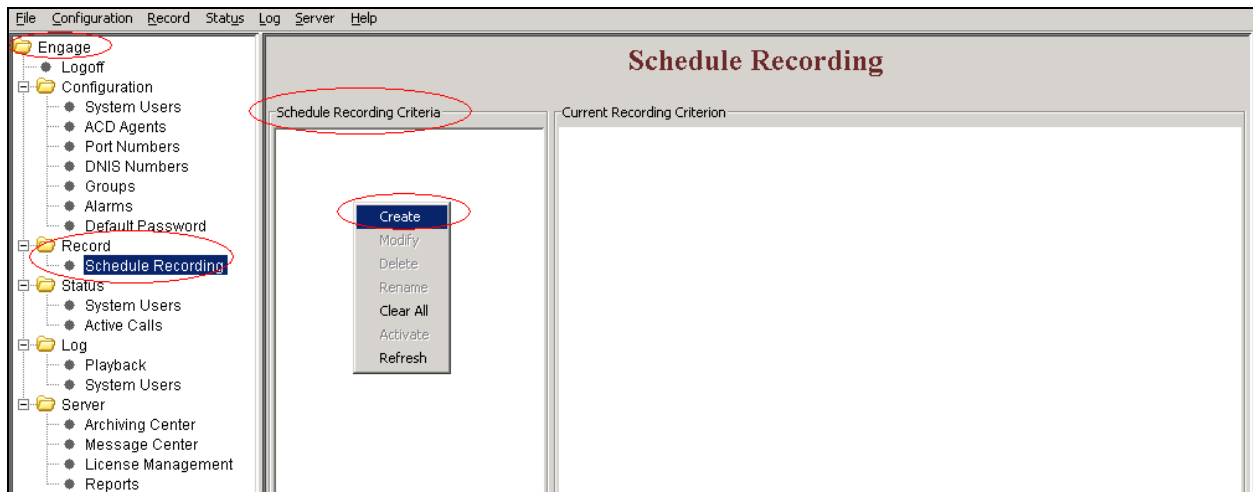 File Configuration Record Status Log Server Help
Engage
Logoff
Configuration
System Users
ACD Agents
Port Numbers
DNIS Numbers
Groups
Alarms
Default Password
Record
Schedule Recording
Status
System Users
Active Calls
Log
Playback
System Users
Server
Archiving Center
Message Center
License Management
Reports
Schedule Recording
Schedule Recording Criteria
Create
Modify
Delete
Rename
Clear All
Activate
Refresh
Current Recording Criterion